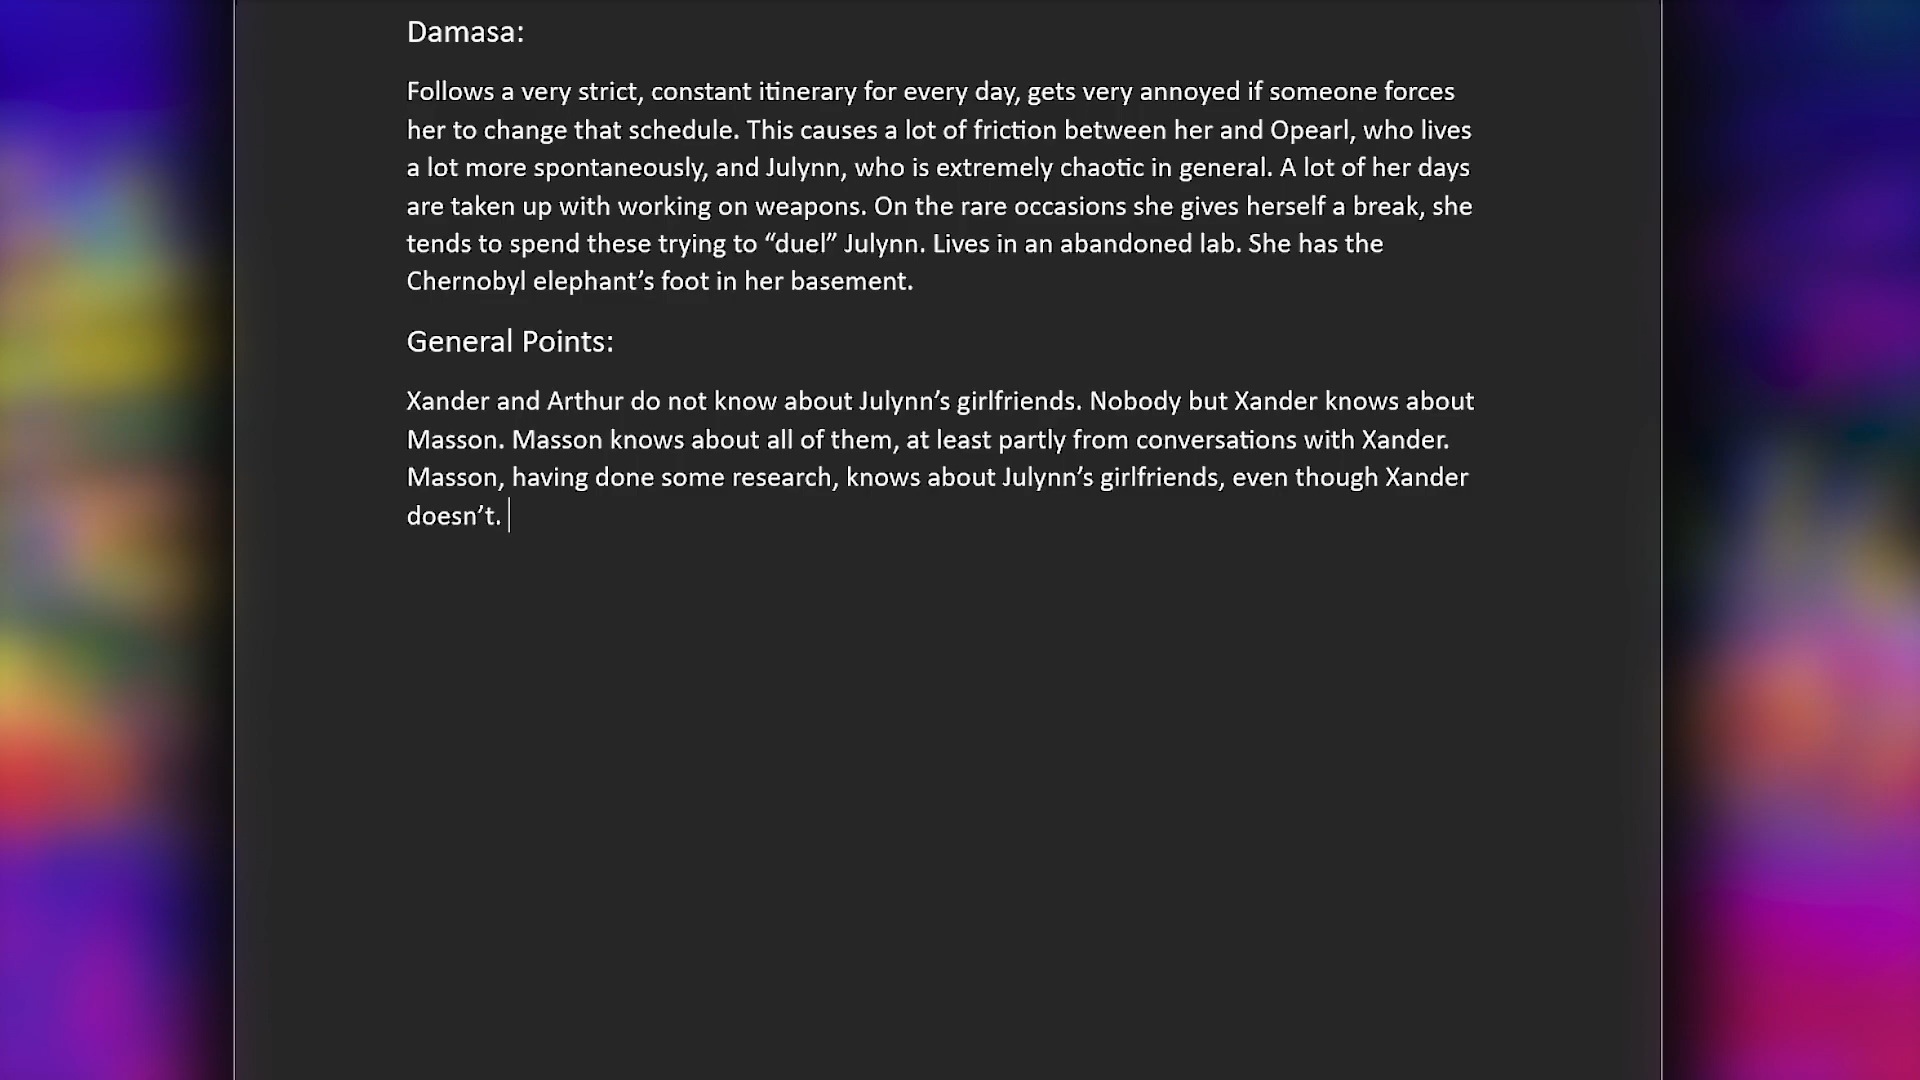 Damasa:
Follows a very strict, constant itinerary for every day, gets very annoyed if someone forces
her to change that schedule. This causes a lot of friction between her and Opearl, who lives
a lot more spontaneously, and Julynn, who is extremely chaotic in general. A lot of her days
are taken up with working on weapons. On the rare occasions she gives herself a break, she
tends to spend these trying to “duel” Julynn. Lives in an abandoned lab. She has the
Chernobyl elephant’s foot in her basement.
General Points:
Xander and Arthur do not know about Julynn’s girlfriends. Nobody but Xander knows about
Masson. Masson knows about all of them, at least partly from conversations with Xander.
Masson, having done some research, knows about Julynn’s girlfriends, even though Xander
doesn’t.